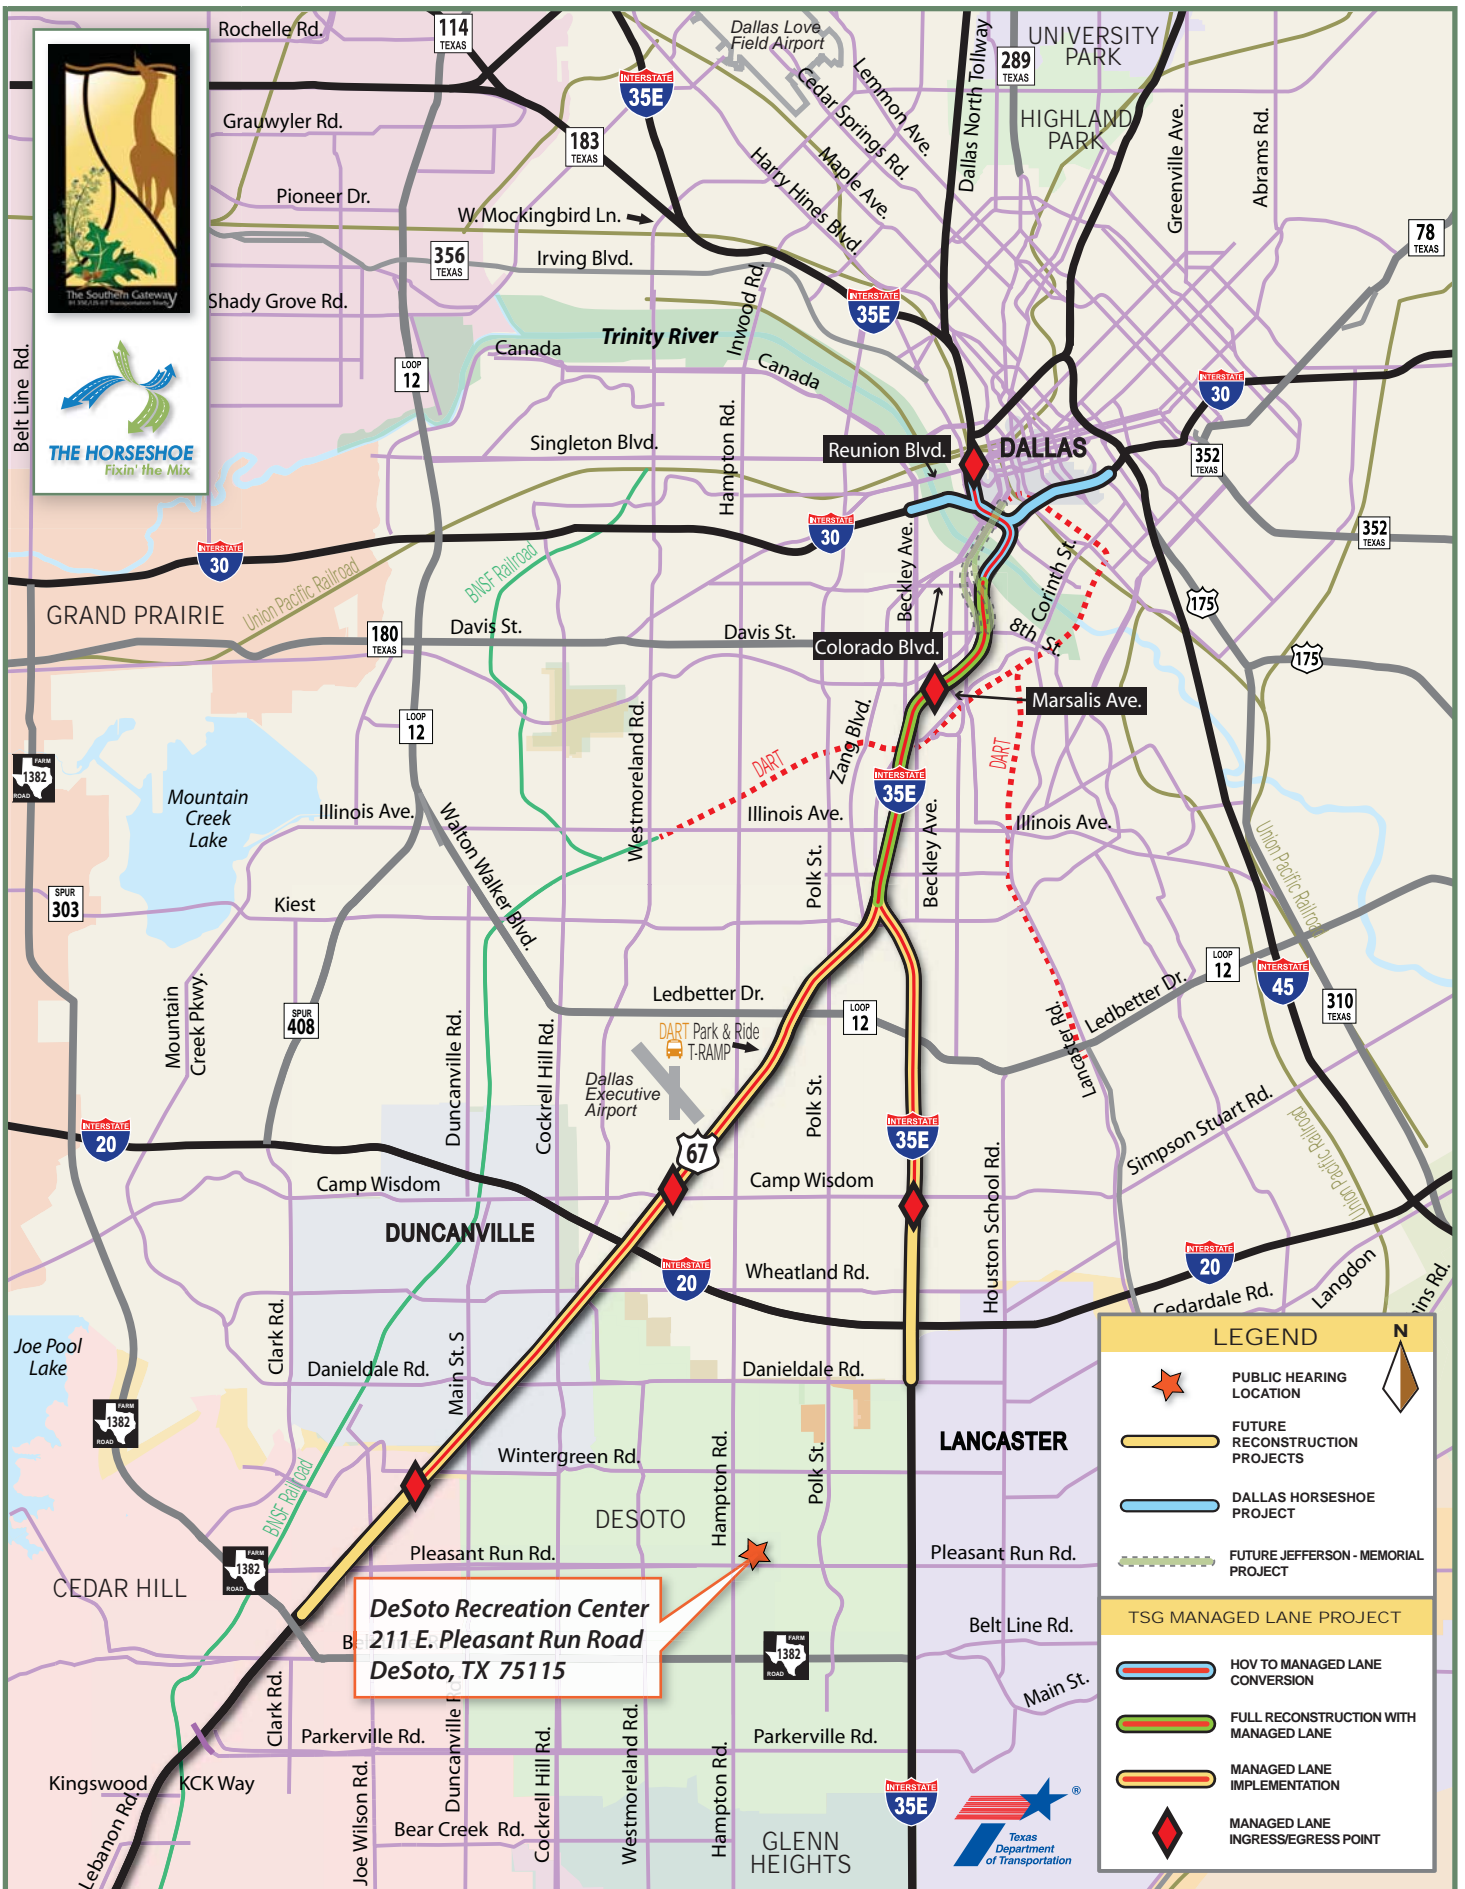 Rochelle Rd.
114
TEXAS
Dallas Love
Field Airport
UNIVERSITY
PARK
289
TEXAS
Dallas North Tollway
INTERSTATE
35E
Lemmon Ave.
Cedar Springs Rd.
Grauwyler Rd.
183
TEXAS
HIGHLAND
PARK
Greenville Ave.
Abrams Rd.
Maple Ave.
Harry Hines Blvd.
Pioneer Dr.
W. Mockingbird Ln.
78
TEXAS
356
TEXAS
Irving Blvd.
The Southern Gateway
Shady Grove Rd.
Inwood Rd.
INTERSTATE
35E
Trinity River
Canada
Canada
LOOP
12
Belt Line Rd.
INTERSTATE
30
THE HORSESHOE
Fixin' the Mix
Hampton Rd.
Singleton Blvd.
Reunion Blvd.
DALLAS
352
TEXAS
INTERSTATE
30
352
TEXAS
INTERSTATE
30
BNSF Railroad
Union Pacific Railroad
Beckley Ave.
Corinth St.
GRAND PRAIRIE
175
180
TEXAS
Davis St.
Davis St.
8th St.
Colorado Blvd.
175
Marsalis Ave.
LOOP
12
Westmoreland Rd.
Zang Blvd.
DART
DART
FARM
1382
ROAD
Mountain
Creek
Lake
INTERSTATE
35E
Illinois Ave.
Walton Walker Blvd.
Illinois Ave.
Illinois Ave.
Beckley Ave.
Polk St.
Union Pacific Railroad
SPUR
303
Kiest
LOOP
12
INTERSTATE
45
310
TEXAS
Mountain
Creek Pkwy.
SPUR
408
Ledbetter Dr.
LOOP
12
Ledbetter Dr.
Lancaster Rd.
Lancaster
Duncanville Rd.
Cockrell Hill Rd.
DART Park & Ride
T-RAMP
Dallas
Executive
Airport
Polk St.
INTERSTATE
20
INTERSTATE
35E
67
Simpson Stuart Rd.
Union Pacific Railroad
Houston School Rd.
Camp Wisdom
Camp Wisdom
DUNCANVILLE
INTERSTATE
20
Wheatland Rd.
INTERSTATE
20
Langdon
Cedardale Rd.
Clark Rd.
Joe Pool
Lake
Main St. S
Danieldale Rd.
Danieldale Rd.
FARM
1382
ROAD
LANCASTER
Wintergreen Rd.
Hampton Rd.
Polk St.
BNSF Railroad
DESOTO
Pleasant Run Rd.
Pleasant Run Rd.
FARM
1382
ROAD
CEDAR HILL
DeSoto Recreation Center
211 E. Pleasant Run Road
DeSoto, TX 75115
Belt Line Rd.
FARM
1382
ROAD
Clark Rd.
Duncanville Rd.
Main St.
Parkerville Rd.
Parkerville Rd.
Westmoreland Rd.
Cockrell Hill Rd.
Hampton Rd.
Joe Wilson Rd.
Kingswood
KCK Way
Lebanon Rd.
Bear Creek Rd.
GLENN
HEIGHTS
INTERSTATE
35E
®
Texas
Department
of Transportation
LEGEND
N
PUBLIC HEARING
LOCATION
FUTURE
RECONSTRUCTION
PROJECTS
DALLAS HORSESHOE
PROJECT
FUTURE JEFFERSON - MEMORIAL
PROJECT
TSG MANAGED LANE PROJECT
HOV TO MANAGED LANE
CONVERSION
FULL RECONSTRUCTION WITH
MANAGED LANE
MANAGED LANE
IMPLEMENTATION
MANAGED LANE
INGRESS/EGRESS POINT